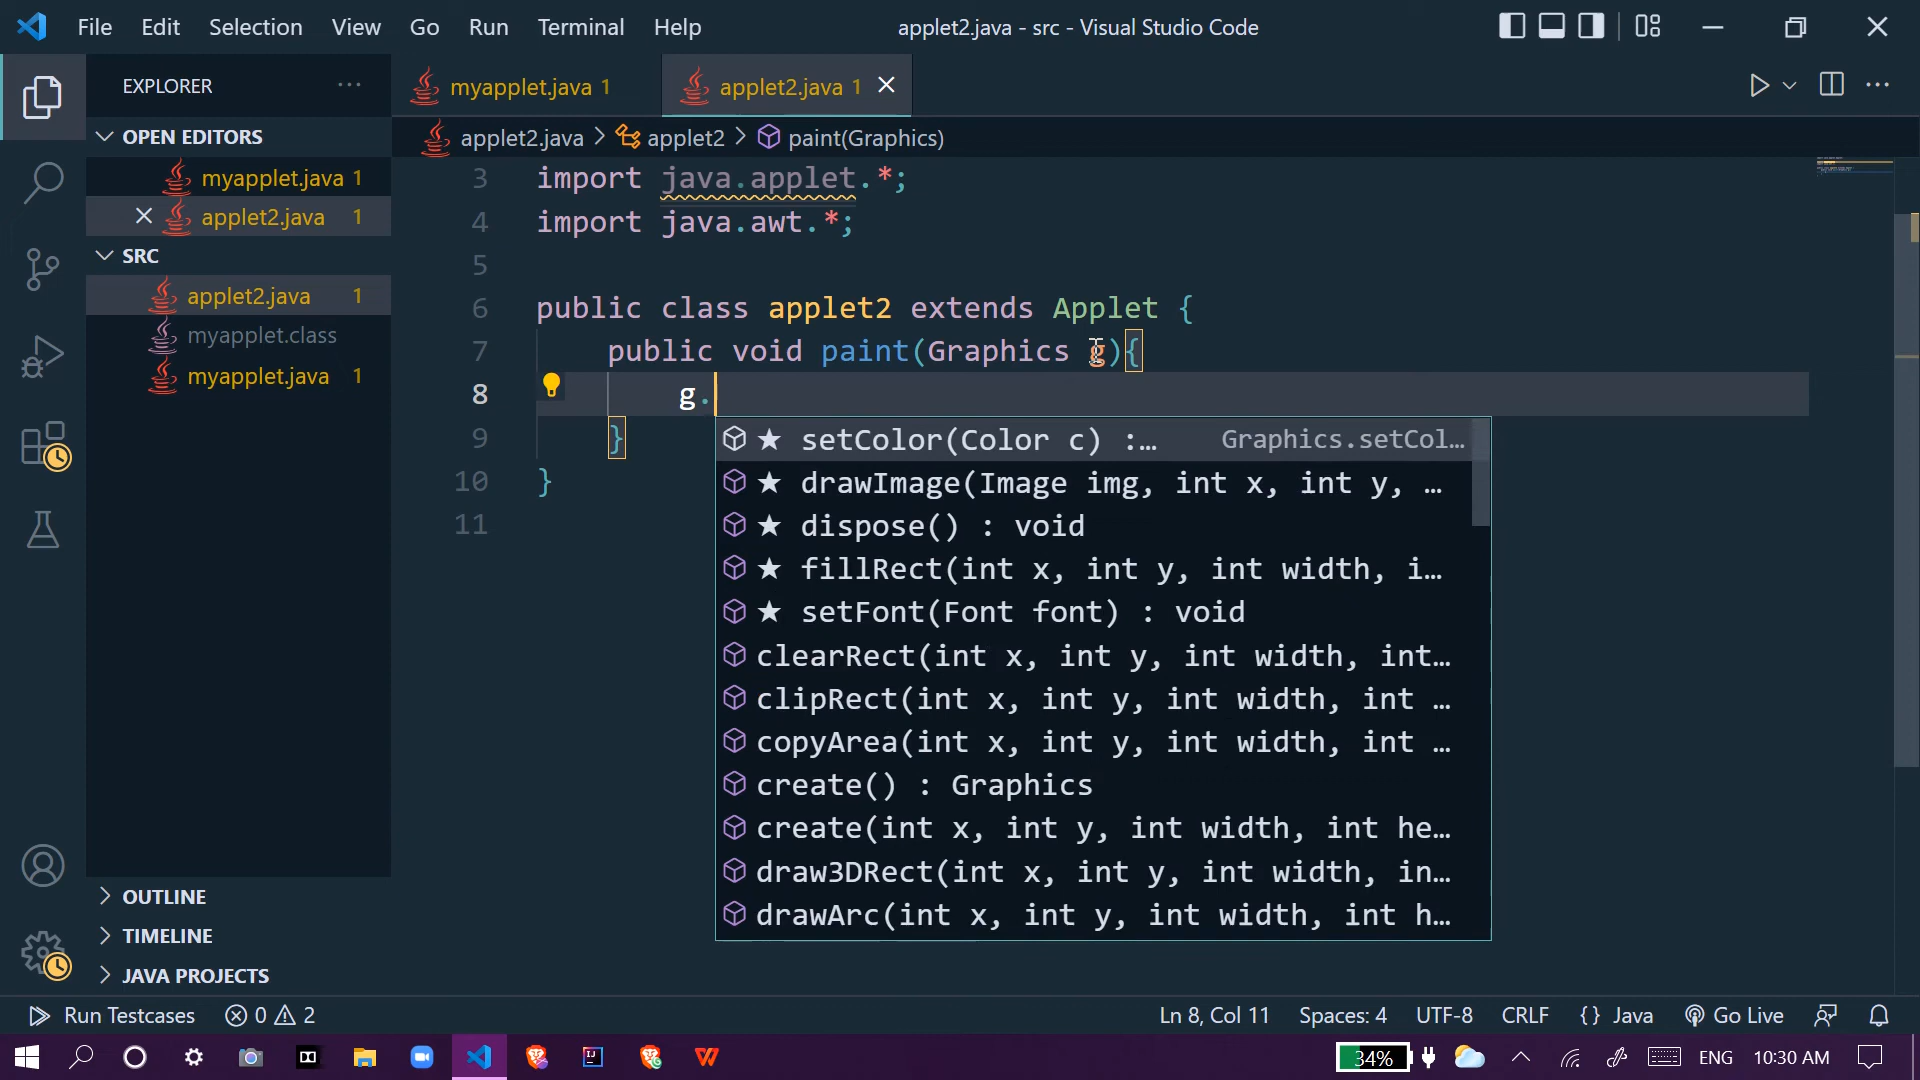 File Edit Selection View Go Run Terminal Help
applet2.java - src - Visual Studio Code
EXPLORER
OPEN EDITORS
myapplet.java 1
applet2.java 1
SRC
applet2.java 1
myapplet.class
myapplet.java 1
OUTLINE
TIMELINE
JAVA PROJECTS
myapplet.java 1
applet2.java 1
applet2.java > applet2 > paint(Graphics)
3 import java.applet.*;
4 import java.awt.*;
5
6 public class applet2 extends Applet {
7 public void paint(Graphics g){
8 g.
9 }
10 }
11
★ setColor(Color c) :… Graphics.setCol…
★ drawImage(Image img, int x, int y, …
★ dispose() : void
★ fillRect(int x, int y, int width, i…
★ setFont(Font font) : void
clearRect(int x, int y, int width, int…
clipRect(int x, int y, int width, int …
copyArea(int x, int y, int width, int …
create() : Graphics
create(int x, int y, int width, int he…
draw3DRect(int x, int y, int width, in…
drawArc(int x, int y, int width, int h…
Run Testcases 0 2
Ln 8, Col 11 Spaces: 4 UTF-8 CRLF {} Java Go Live
34% ENG 10:30 AM